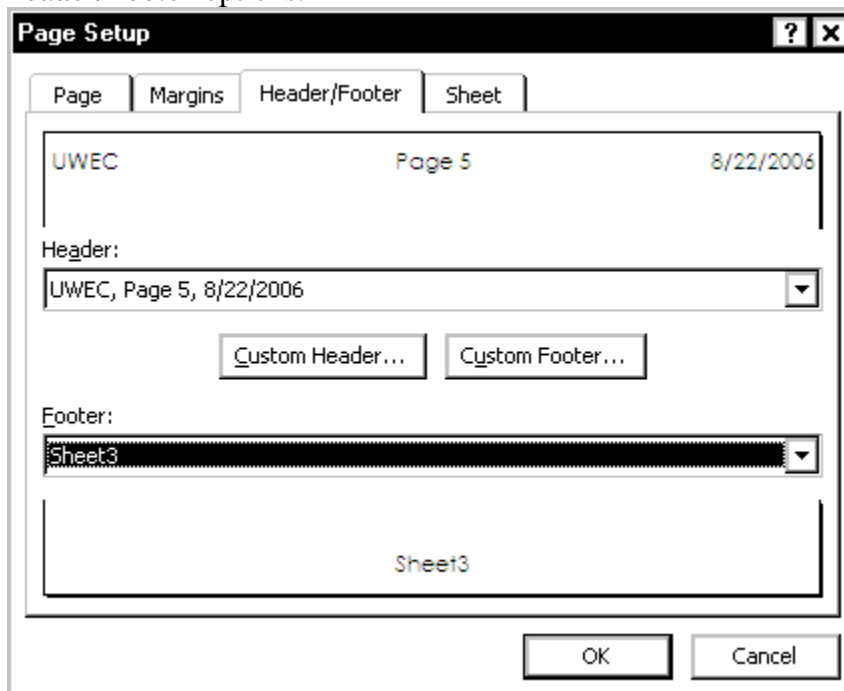 Page Setup ? ×
Page Margins Header/Footer Sheet
UWEC Page 5 8/22/2006
Header:
UWEC, Page 5, 8/22/2006
Custom Header... Custom Footer...
Footer:
Sheet3
Sheet3
OK Cancel